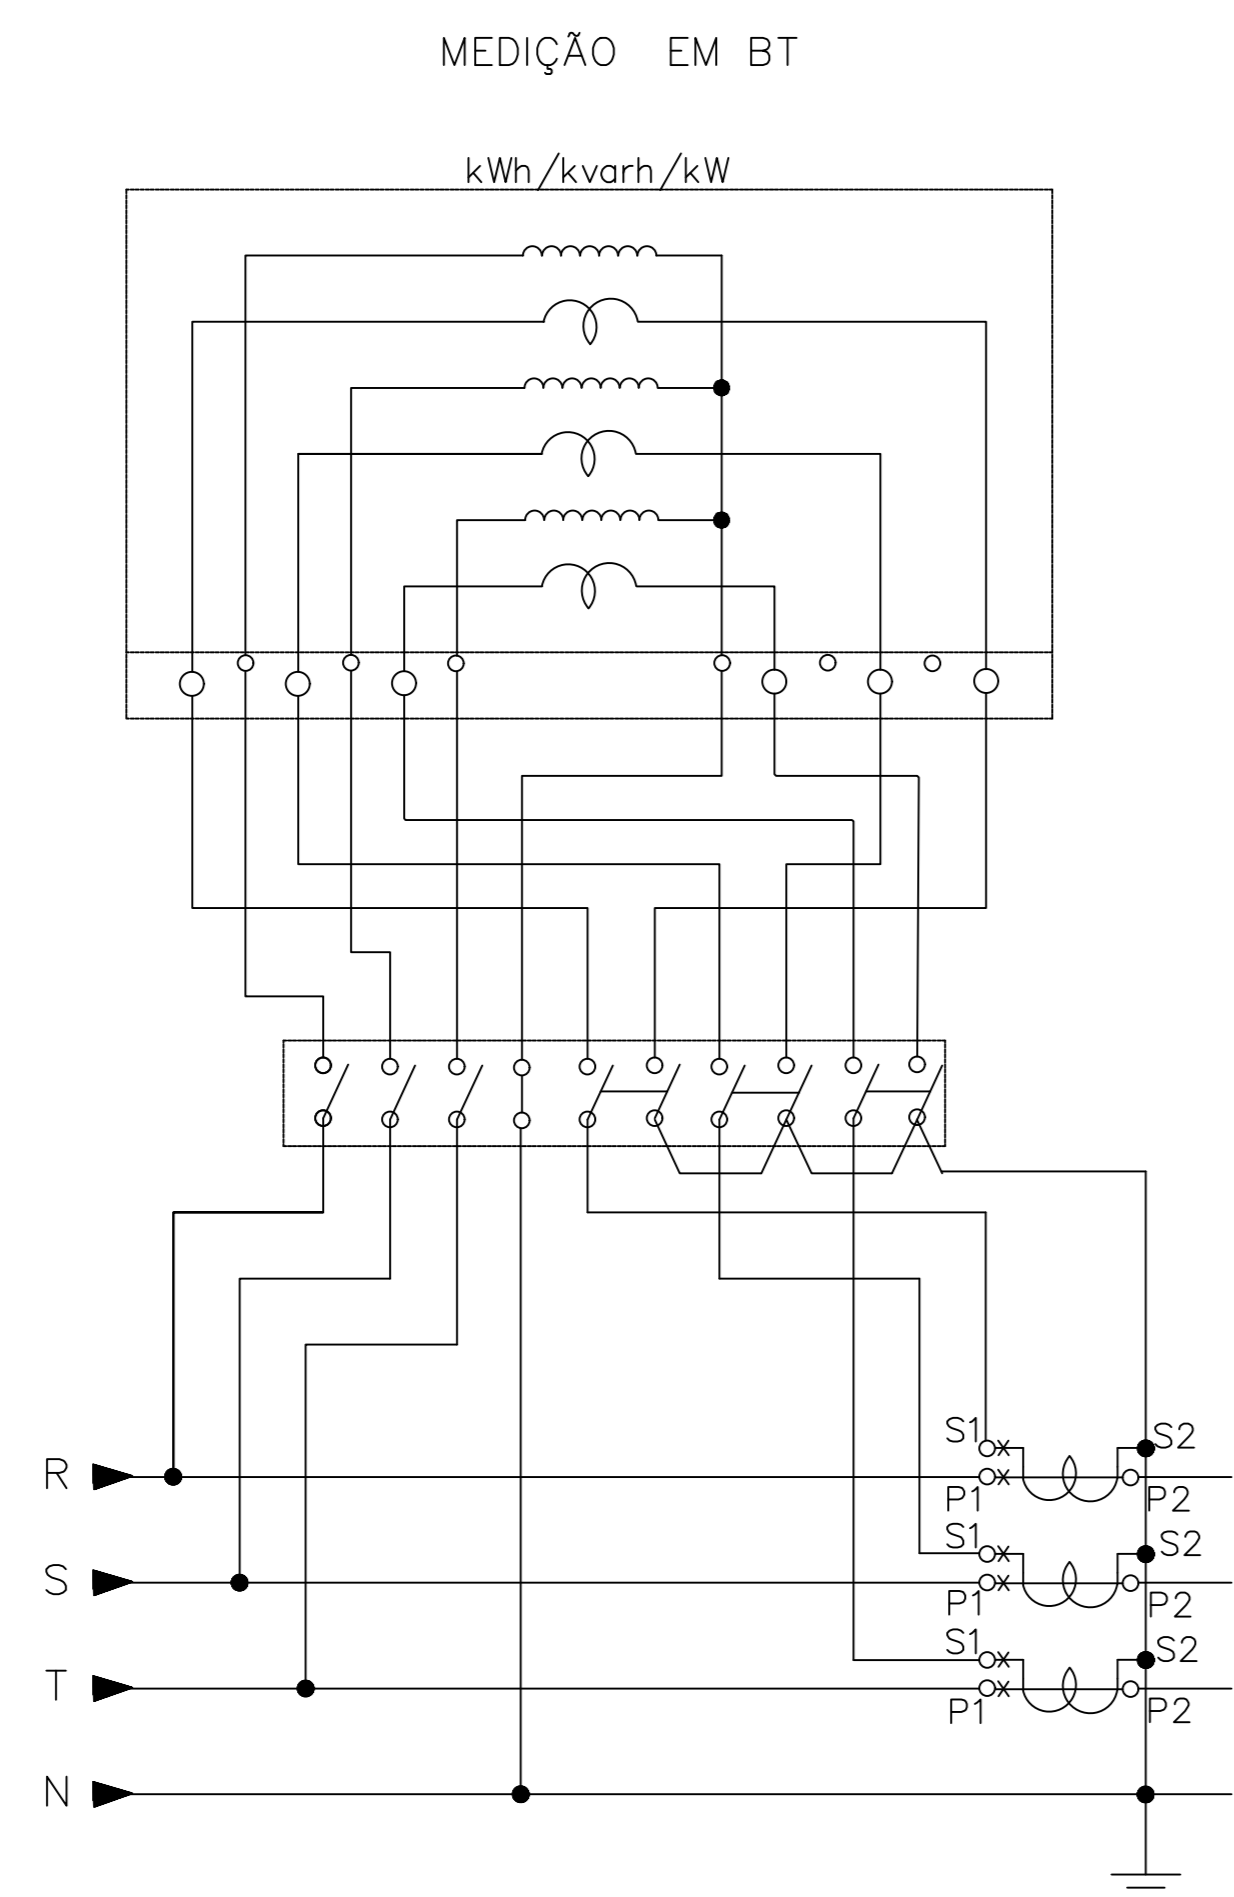 MEDIÇÃO EM BT
kWh/kvarh/kW
S1 S2
R P1 P2
S1 S2
S P1 P2
S1 S2
T P1 P2
N